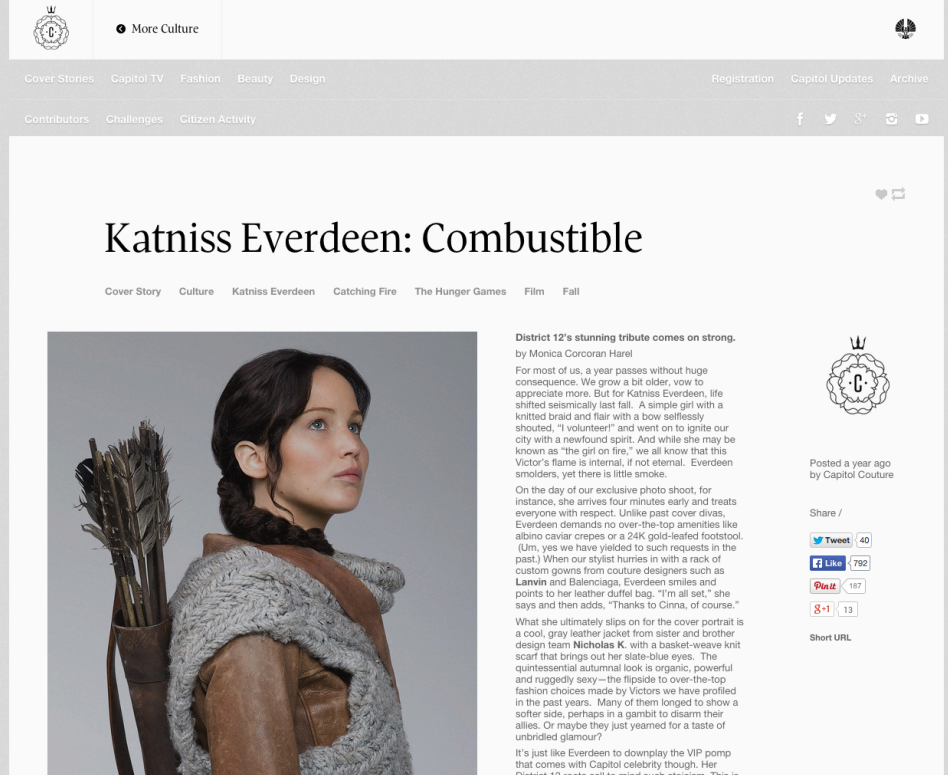 C
More Culture
Cover Stories Capitol TV Fashion Beauty Design
Registration Capitol Updates Archive
Contributors Challenges Citizen Activity
Katniss Everdeen: Combustible
Cover Story Culture Katniss Everdeen Catching Fire The Hunger Games Film Fall
District 12's stunning tribute comes on strong.
by Monica Corcoran Harel
For most of us, a year passes without huge
consequence. We grow a bit older, vow to
appreciate more. But for Katniss Everdeen, life
shifted seismically last fall.  A simple girl with a
knitted braid and flair with a bow selflessly
shouted, “I volunteer!” and went on to ignite our
city with a newfound spirit. And while she may be
known as “the girl on fire,” we all know that this
Victor's flame is internal, if not eternal.  Everdeen
smolders, yet there is little smoke.
On the day of our exclusive photo shoot, for
instance, she arrives four minutes early and treats
everyone with respect. Unlike past cover divas,
Everdeen demands no over-the-top amenities like
albino caviar crepes or a 24K gold-leafed footstool.
(Um, yes we have yielded to such requests in the
past.) When our stylist hurries in with a rack of
custom gowns from couture designers such as
Lanvin and Balenciaga, Everdeen smiles and
points to her leather duffel bag. “I'm all set,” she
says and then adds, “Thanks to Cinna, of course.”
What she ultimately slips on for the cover portrait is
a cool, gray leather jacket from sister and brother
design team Nicholas K. with a basket-weave knit
scarf that brings out her slate-blue eyes.  The
quintessential autumnal look is organic, powerful
and ruggedly sexy—the flipside to over-the-top
fashion choices made by Victors we have profiled
in the past years.  Many of them longed to show a
softer side, perhaps in a gambit to disarm their
allies. Or maybe they just yearned for a taste of
unbridled glamour?
It's just like Everdeen to downplay the VIP pomp
that comes with Capitol celebrity though. Her
District 12 roots call to mind such stoicism. This is
C
Posted a year ago
by Capitol Couture
Share /
Tweet 40
Like 792
Pin it 187
g+1 13
Short URL